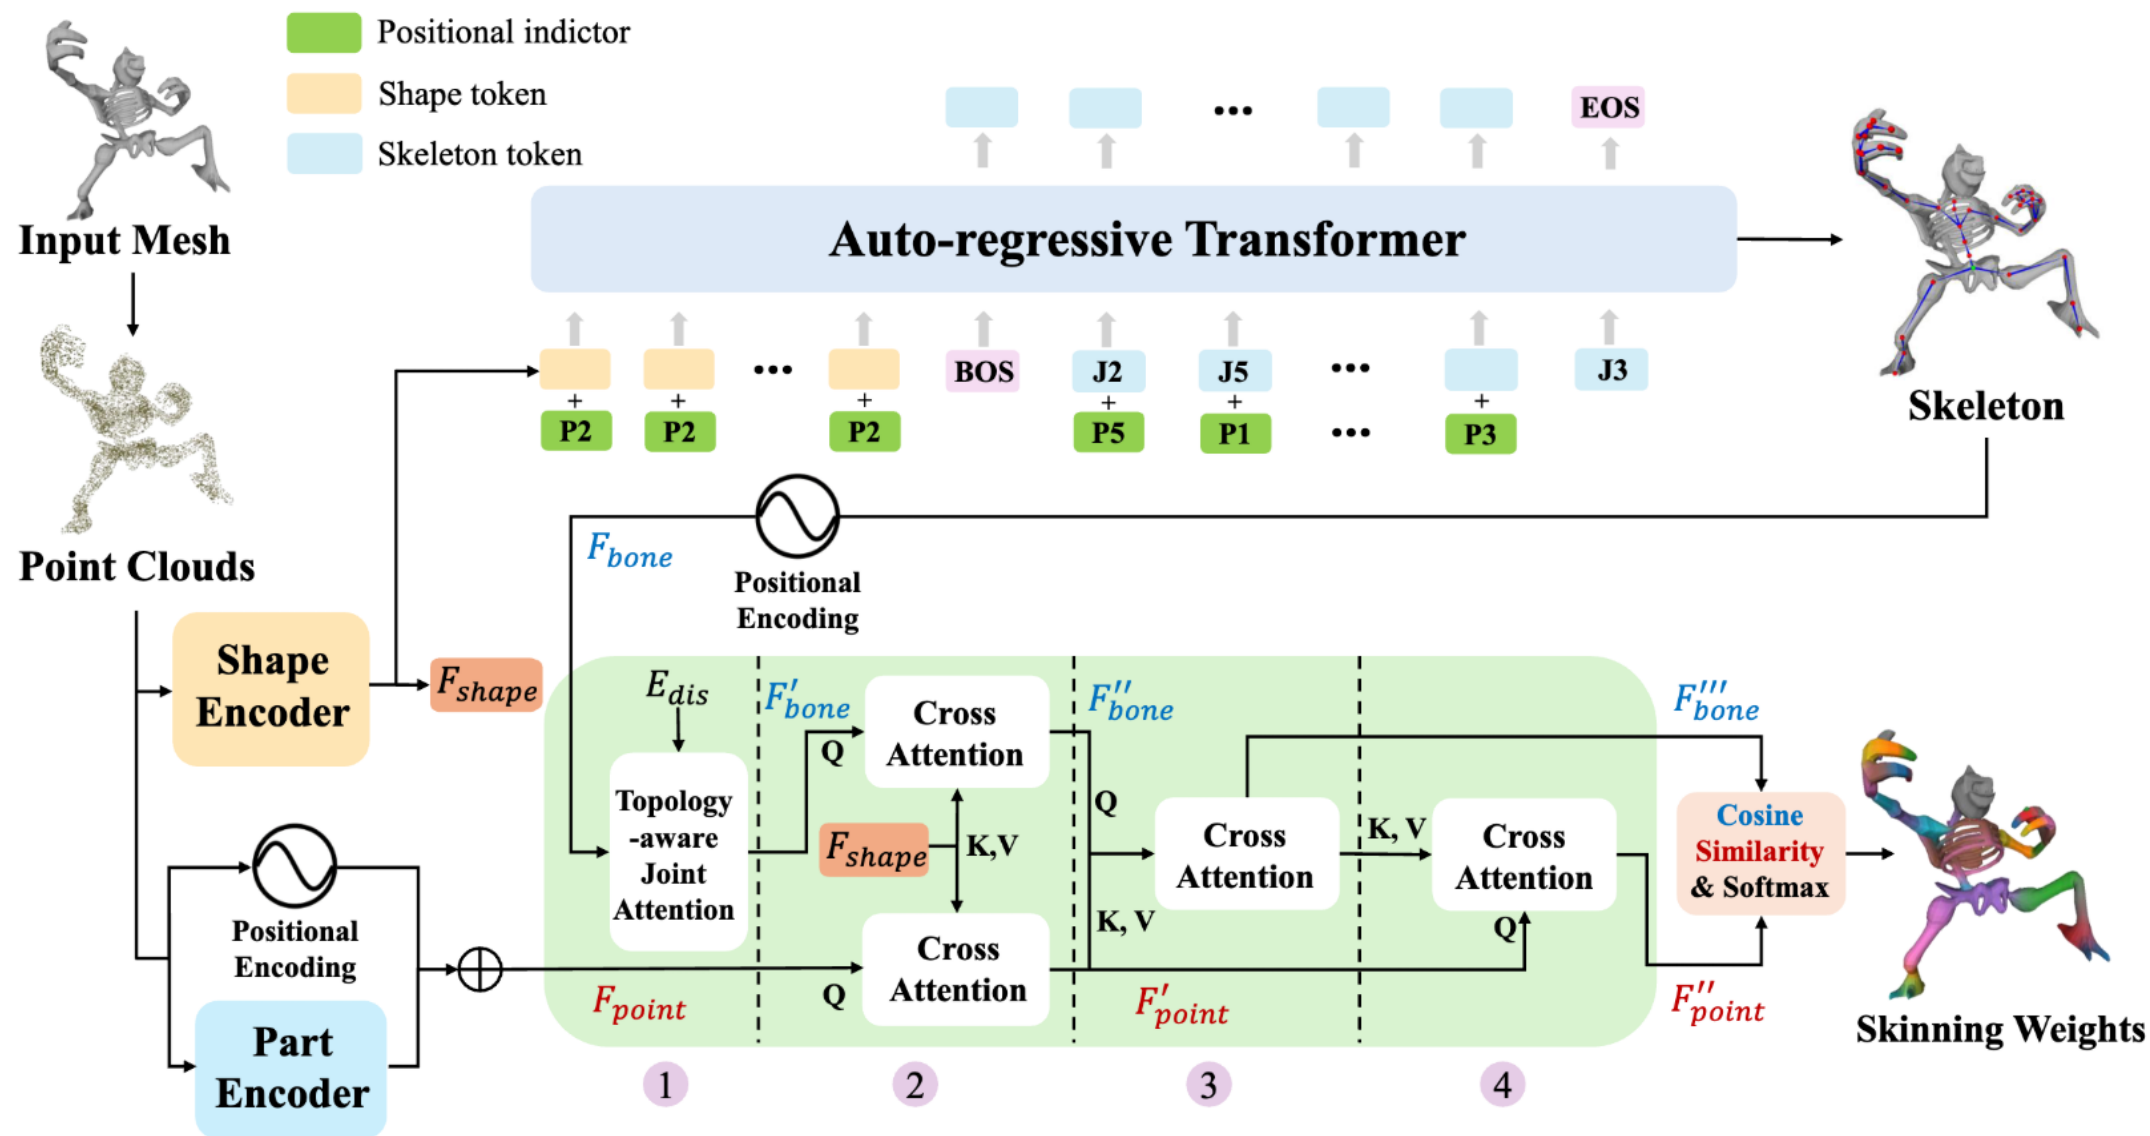 Positional indictor
Shape token
Skeleton token
EOS
Input Mesh
Auto-regressive Transformer
BOS
J2
J5
...
J3
+
+
+
+
+
+
P2
P2
...
P2
P5
P1
...
P3
Skeleton
Point Clouds
F_bone
Positional
Encoding
Shape
Encoder
F_shape
E_dis
F'_bone
Q
Cross
Attention
F''_bone
F'''_bone
Topology
-aware
Joint
Attention
F_shape
K,V
Q
Cross
Attention
K, V
Cross
Attention
Cosine
Similarity
& Softmax
K, V
Q
Positional
Encoding
Cross
Attention
Q
F_point
F'_point
F''_point
Skinning Weights
Part
Encoder
1
2
3
4